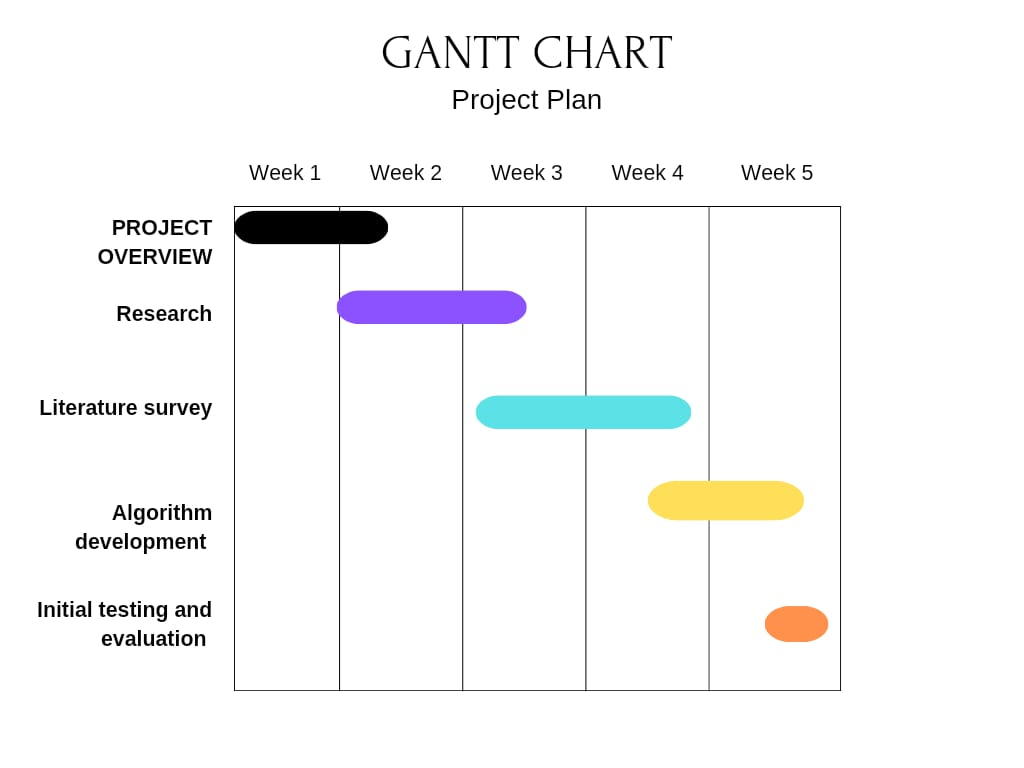 GANTT CHART
Project Plan
Week 1 Week 2 Week 3 Week 4 Week 5
PROJECT
OVERVIEW
Research
Literature survey
Algorithm
development
Initial testing and
evaluation